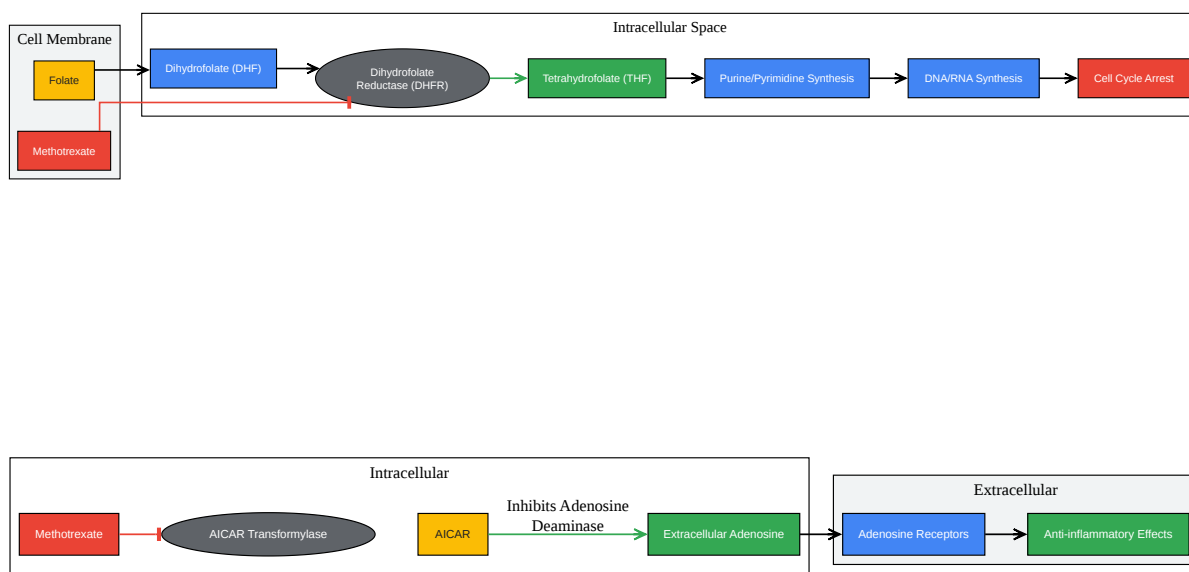 Cell Membrane
Intracellular Space
Folate
Dihydrofolate (DHF)
Dihydrofolate
Reductase (DHFR)
Tetrahydrofolate (THF)
Purine/Pyrimidine Synthesis
DNA/RNA Synthesis
Cell Cycle Arrest
Methotrexate
Intracellular
Methotrexate
AICAR Transformylase
AICAR
Inhibits Adenosine
Deaminase
Extracellular Adenosine
Extracellular
Adenosine Receptors
Anti-inflammatory Effects